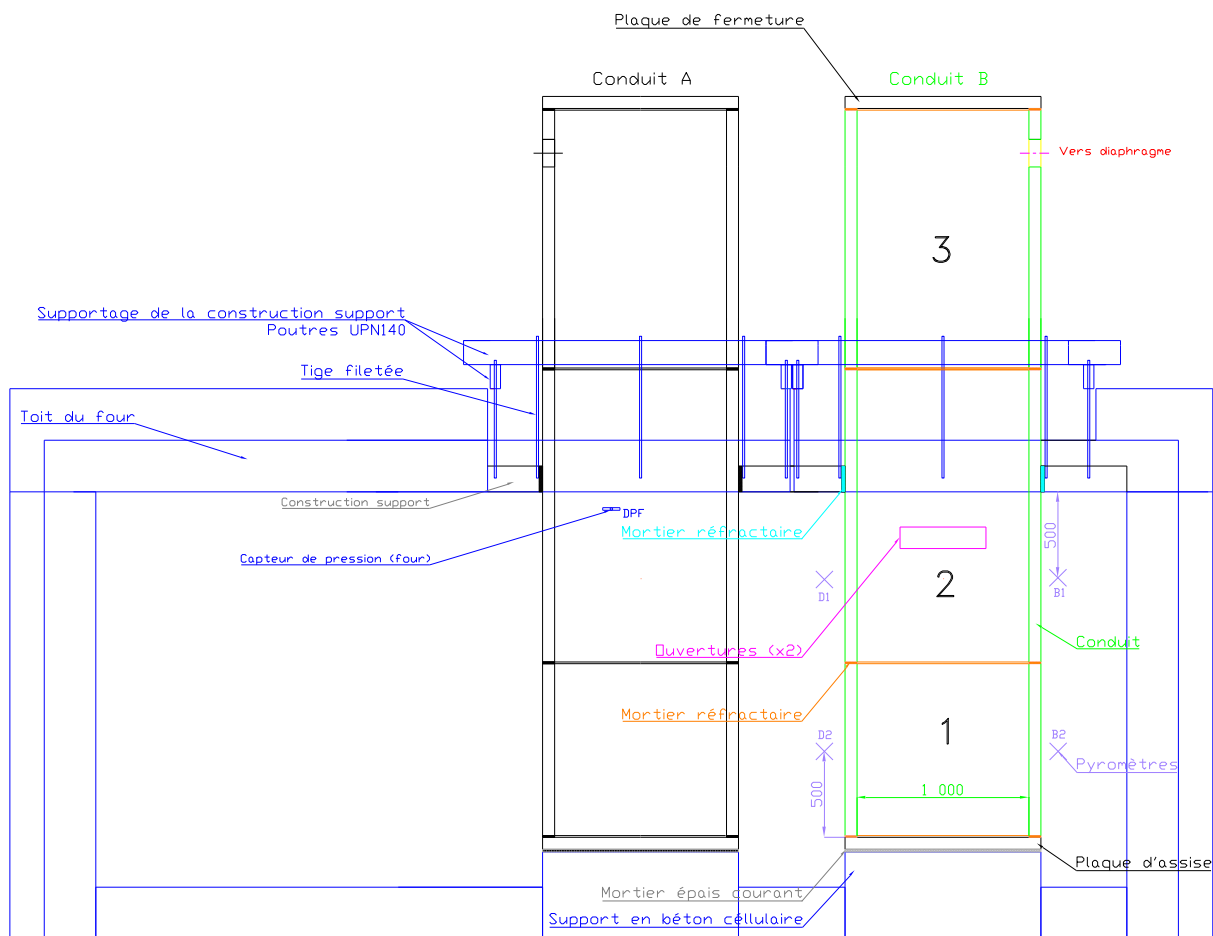 Plaque de fermeture
Conduit A
Conduit B
Vers diaphragme
3
Supportage de la construction support
Poutres UPN140
Tige filetée
Toit du four
Construction support
DPF
Mortier réfractaire
500
Capteur de pression (four)
2
D1
B1
Ouvertures (x2)
Conduit
Mortier réfractaire
1
D2
B2
Pyromètres
500
1 000
Plaque d'assise
Mortier épais courant
Support en béton céllulaire